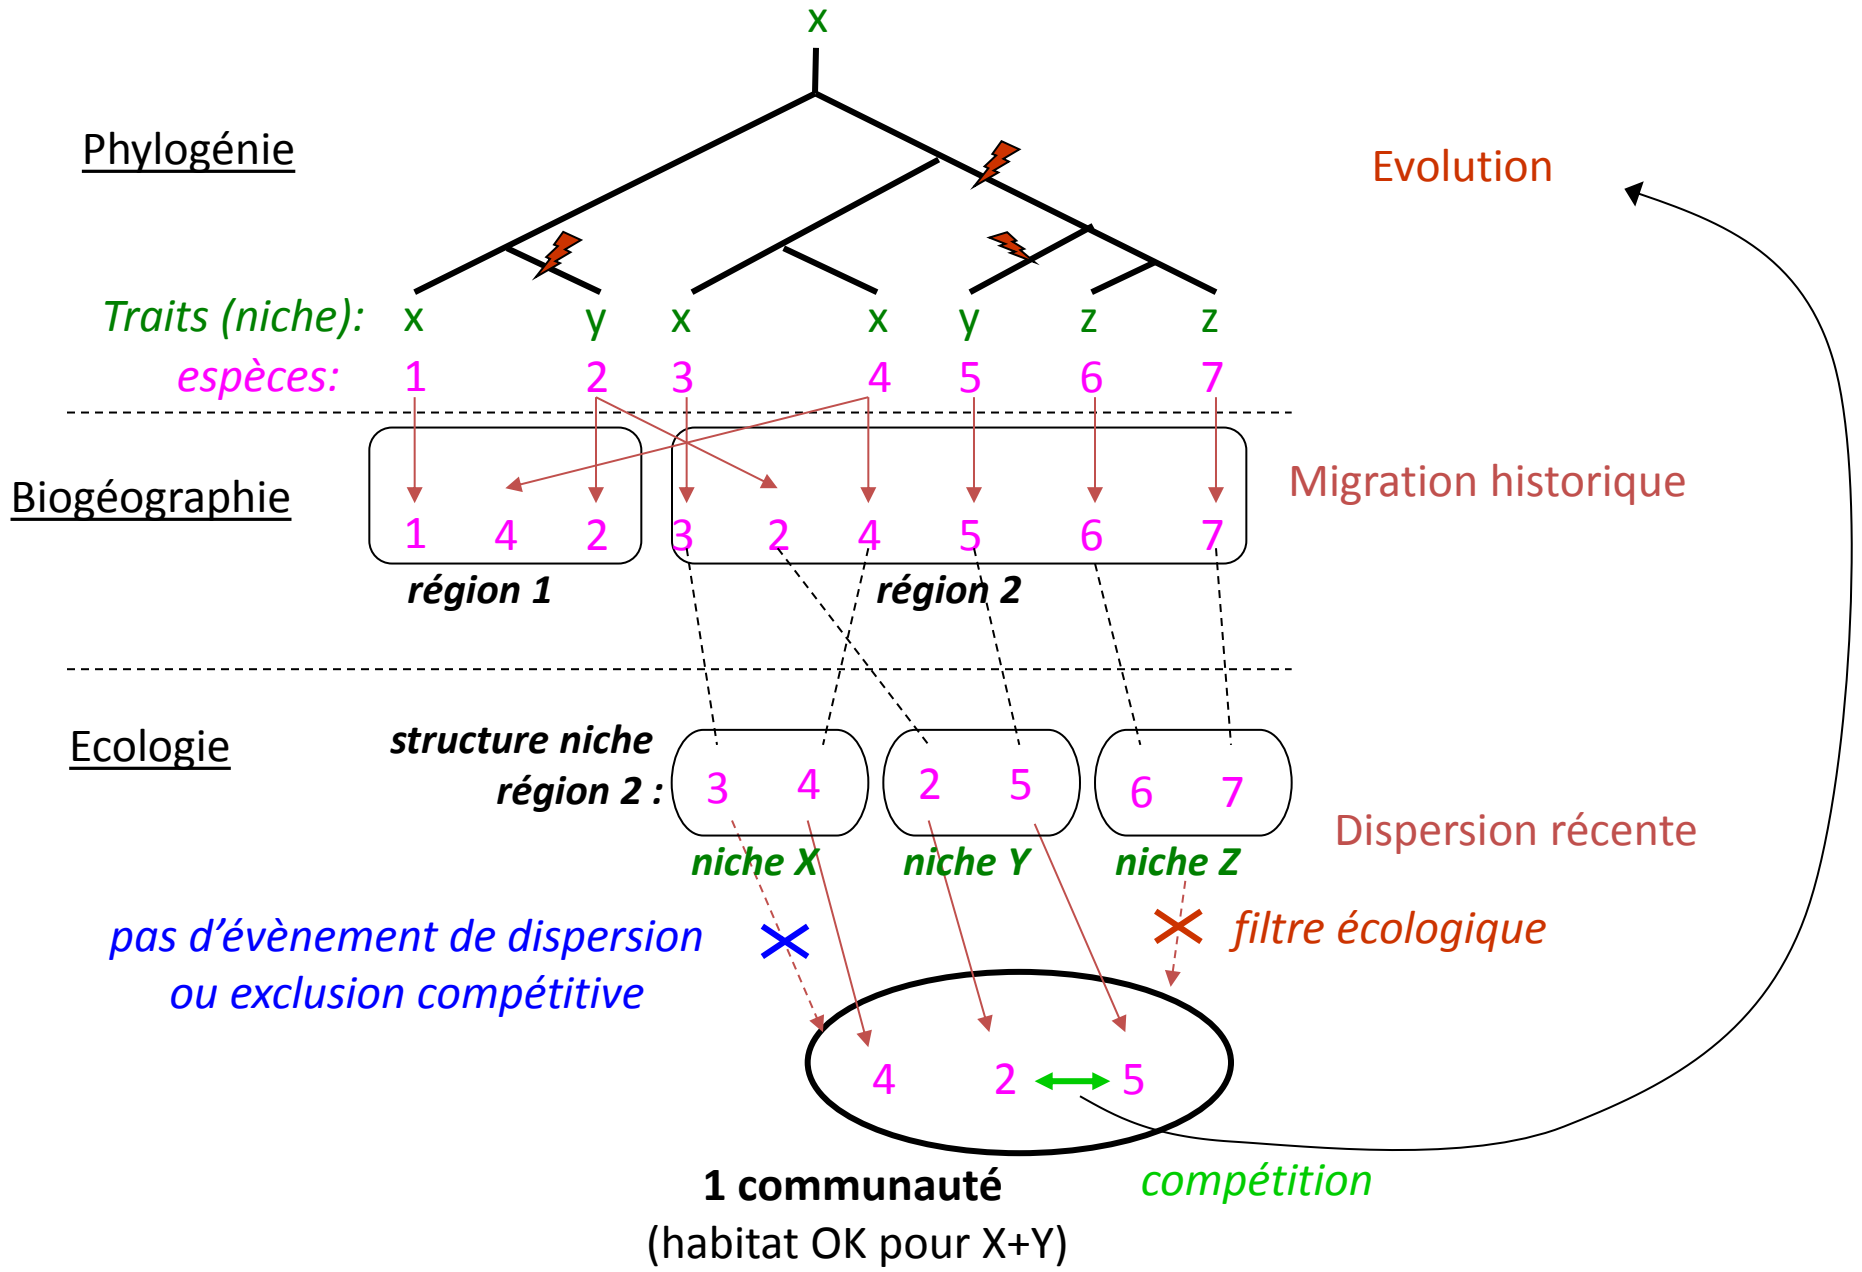 x
Phylogénie
Evolution
Traits (niche): x y x x y z z
espèces: 1 2 3 4 5 6 7
Biogéographie
Migration historique
1 4 2 3 2 4 5 6 7
région 1 région 2
Ecologie
structure niche
région 2 :
3 4 2 5 6 7
niche X niche Y niche Z
Dispersion récente
pas d’évènement de dispersion
ou exclusion compétitive
filtre écologique
4 2 5
1 communauté
(habitat OK pour X+Y)
compétition